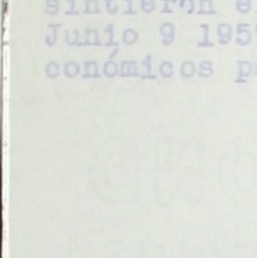 sintieron e
Junio 9 195
conómicos p